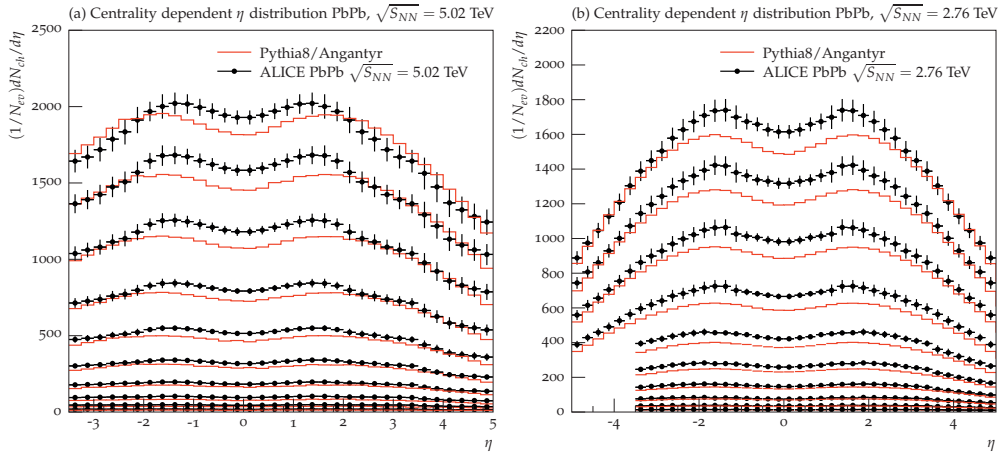 (a) Centrality dependent η distribution PbPb, √S_NN = 5.02 TeV
(1/N_ev)dN_ch/dη
2500
2000
1500
1000
500
0
Pythia8/Angantyr
ALICE PbPb √S_NN = 5.02 TeV
-3 -2 -1 0 1 2 3 4 5
η
(b) Centrality dependent η distribution PbPb, √S_NN = 2.76 TeV
(1/N_ev)dN_ch/dη
2200
2000
1800
1600
1400
1200
1000
800
600
400
200
0
Pythia8/Angantyr
ALICE PbPb √S_NN = 2.76 TeV
-4 -2 0 2 4
η